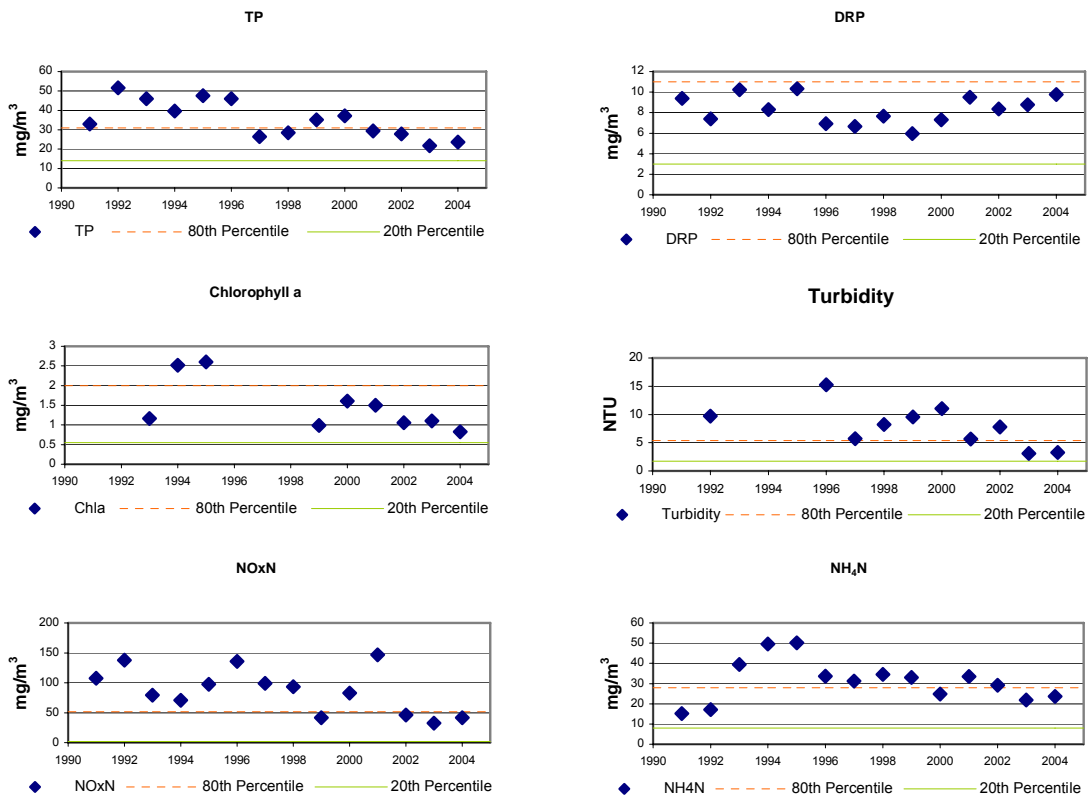 TP
mg/m³
60
50
40
30
20
10
0
1990 1992 1994 1996 1998 2000 2002 2004
TP 80th Percentile 20th Percentile
DRP
mg/m³
12
10
8
6
4
2
0
1990 1992 1994 1996 1998 2000 2002 2004
DRP 80th Percentile 20th Percentile
Chlorophyll a
mg/m³
3
2.5
2
1.5
1
0.5
0
1990 1992 1994 1996 1998 2000 2002 2004
Chla 80th Percentile 20th Percentile
Turbidity
NTU
20
15
10
5
0
1990 1992 1994 1996 1998 2000 2002 2004
Turbidity 80th Percentile 20th Percentile
NOxN
mg/m³
200
150
100
50
0
1990 1992 1994 1996 1998 2000 2002 2004
NOxN 80th Percentile 20th Percentile
NH₄N
mg/m³
60
50
40
30
20
10
0
1990 1992 1994 1996 1998 2000 2002 2004
NH4N 80th Percentile 20th Percentile